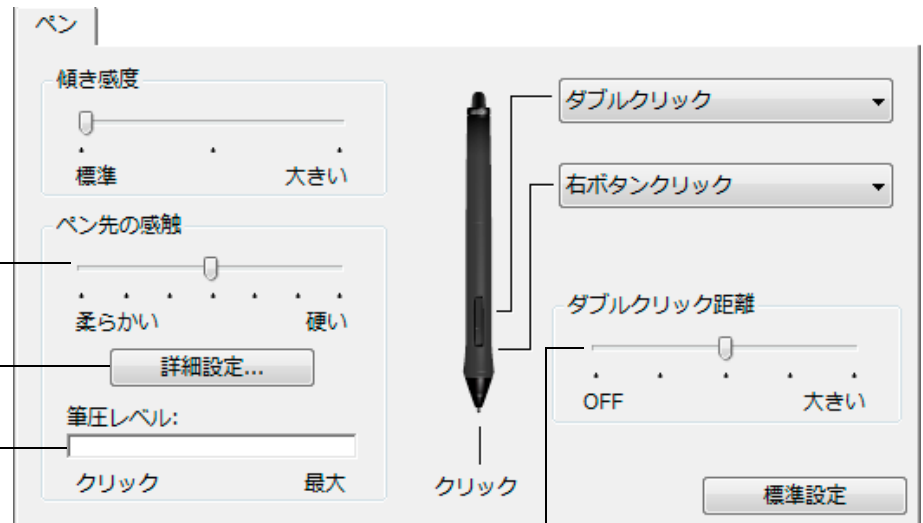 ペン
傾き感度
標準
大きい
ペン先の感触
柔らかい
硬い
詳細設定...
筆圧レベル:
クリック
最大
ダブルクリック
右ボタンクリック
クリック
ダブルクリック距離
OFF
大きい
標準設定